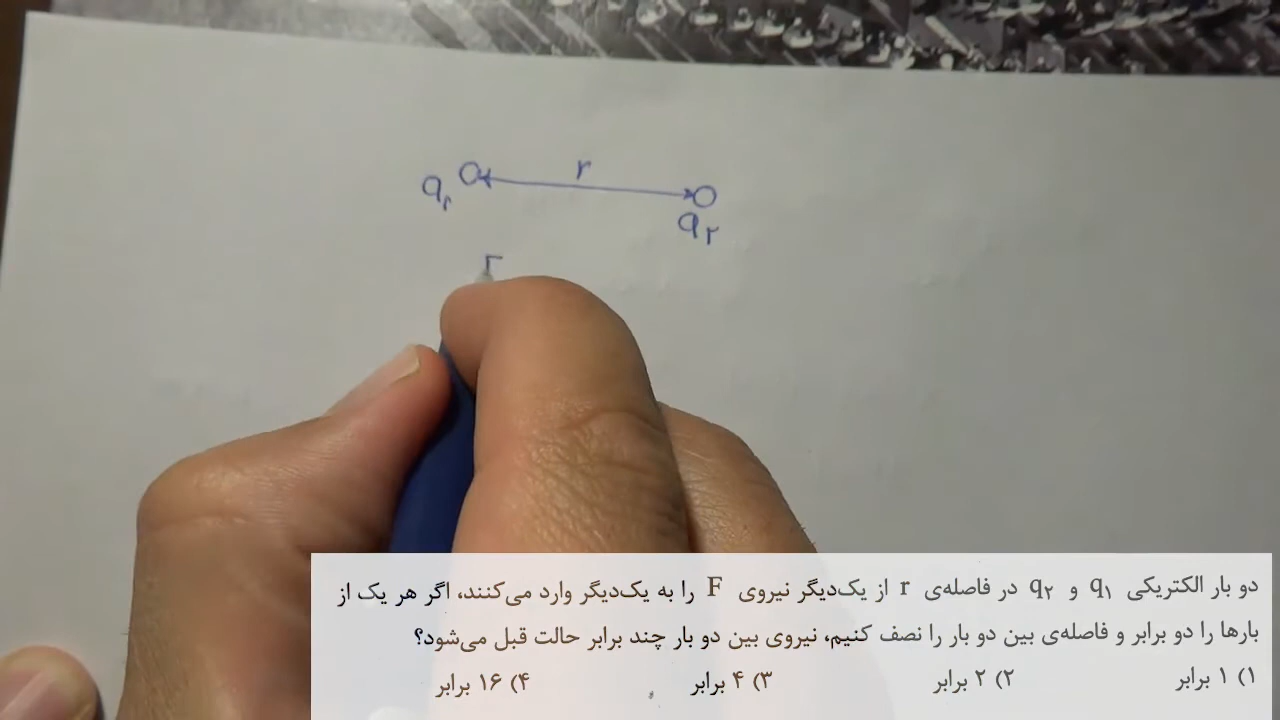 r
q۱
q۲
دو بار الکتریکی q۱ و q۲ در فاصله‌ی r از یک‌دیگر نیروی F را به یک‌دیگر وارد می‌کنند، اگر هر یک از
بارها را دو برابر و فاصله‌ی بین دو بار را نصف کنیم، نیروی بین دو بار چند برابر حالت قبل می‌شود؟
۱) ۱ برابر ۲) ۲ برابر ۳) ۴ برابر ۴) ۱۶ برابر